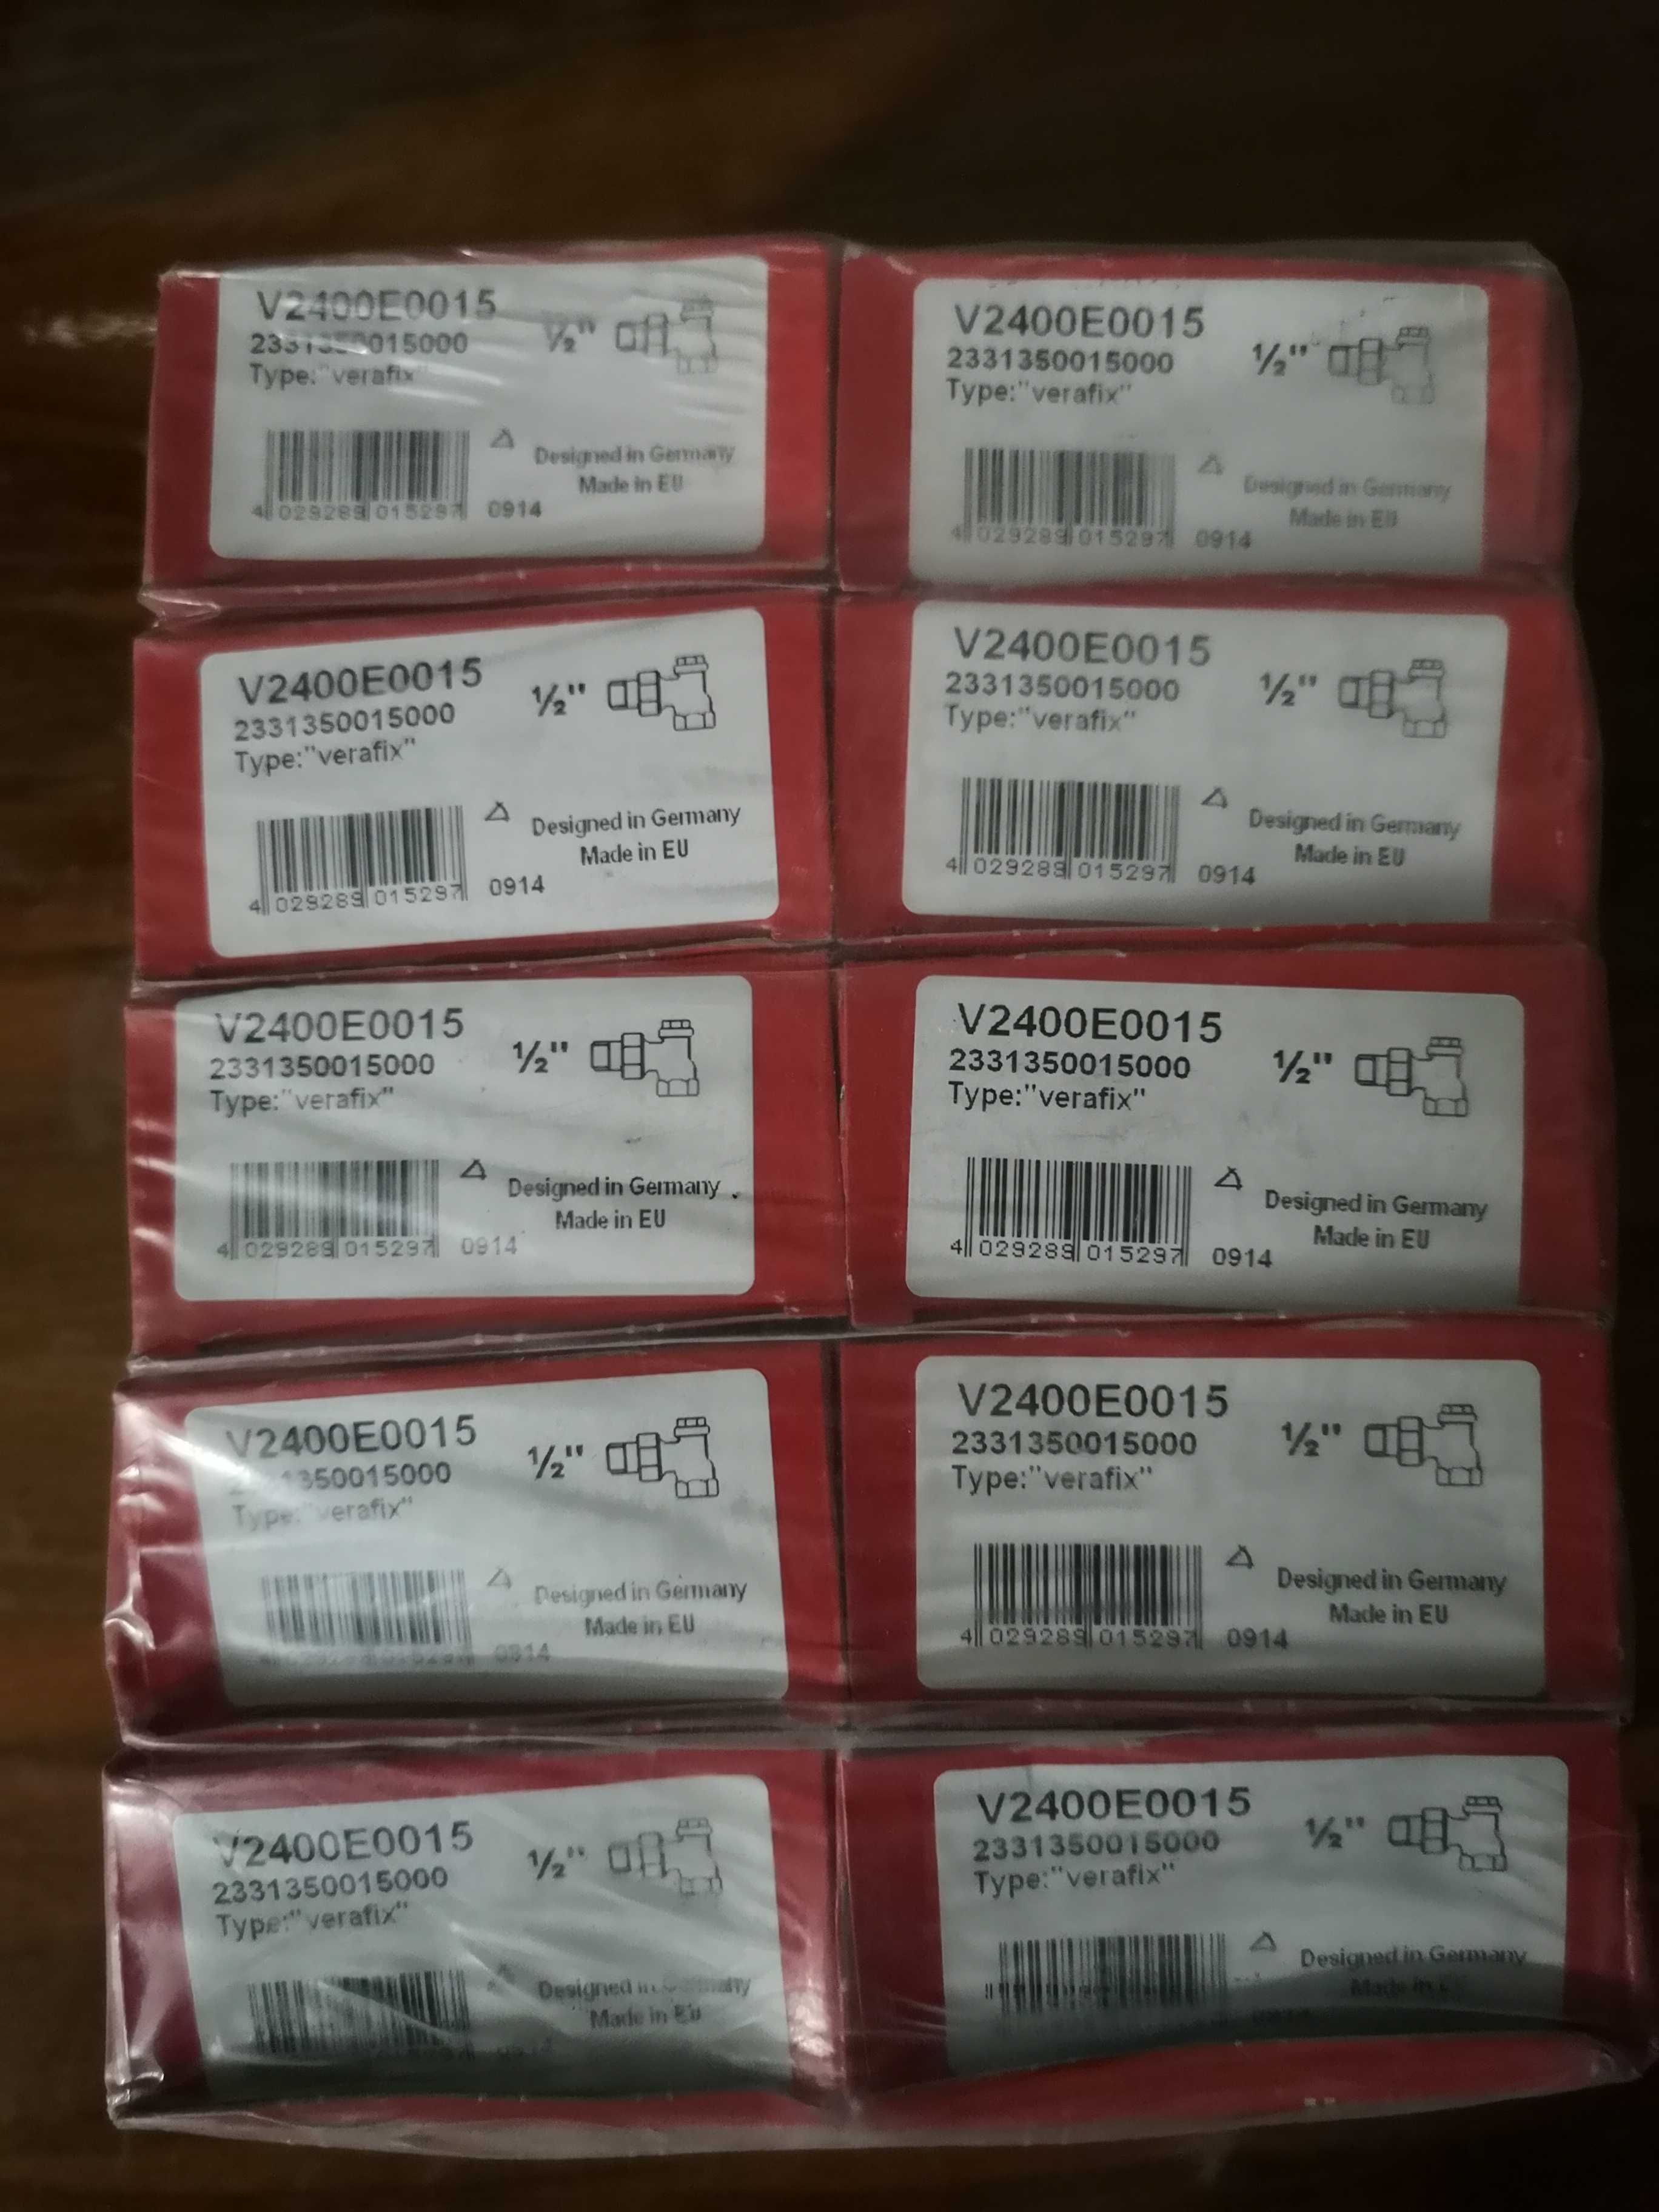 V2400E0015
015000
Type:"verafix"
½"
Designed in Germany
Made in EU
4 029289 015297 0914
V2400E0015
2331350015000
Type:"verafix"
½"
Designed in Germany
Made in EU
4 029289 015297 0914
V2400E0015
2331350015000
Type:"verafix"
½"
Designed in Germany
Made in EU
4 029289 015297 0914
V2400E0015
2331350015000
Type:"verafix"
½"
Designed in Germany
Made in EU
4 029289 015297 0914
V2400E0015
2331350015000
Type:"verafix"
½"
Designed in Germany
Made in EU
4 029289 015297 0914
V2400E0015
2331350015000
Type:"verafix"
½"
Designed in Germany
Made in EU
4 029289 015297 0914
V2400E0015
1350015000
Type:"verafix"
½"
Designed in Germany
Made in EU
0914
V2400E0015
2331350015000
Type:"verafix"
½"
Designed in Germany
Made in EU
4 029289 015297 0914
V2400E0015
2331350015000
Type:"verafix"
½"
Designed in
Made in EU
V2400E0015
2331350015000
Type:"verafix"
½"
Designed in Germany
Made in